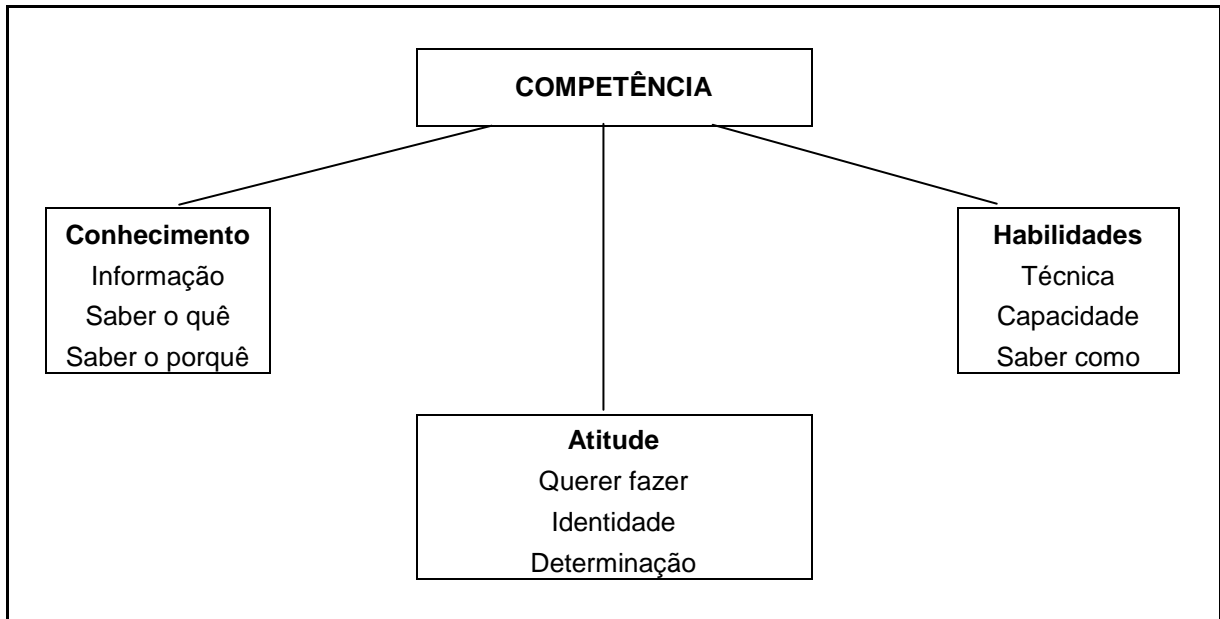 COMPETÊNCIA
Conhecimento
Informação
Saber o quê
Saber o porquê
Habilidades
Técnica
Capacidade
Saber como
Atitude
Querer fazer
Identidade
Determinação